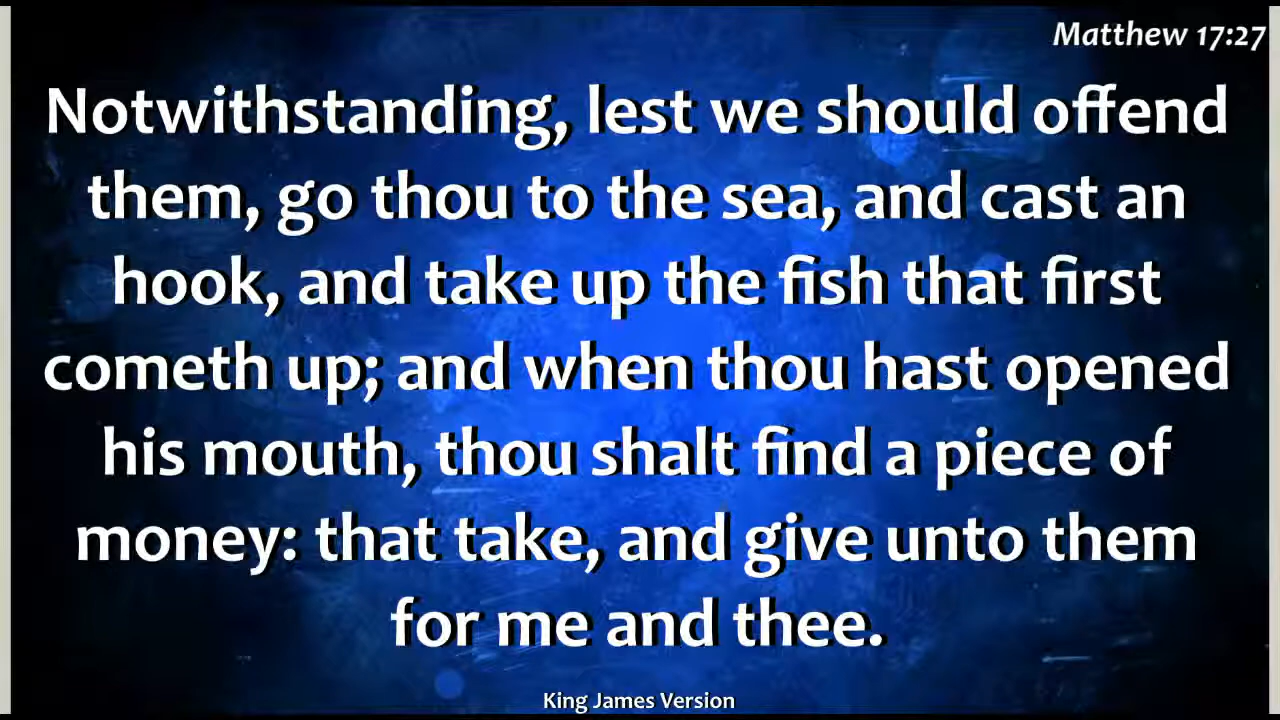 Matthew 17:27
Notwithstanding, lest we should offend
them, go thou to the sea, and cast an
hook, and take up the fish that first
cometh up; and when thou hast opened
his mouth, thou shalt find a piece of
money: that take, and give unto them
for me and thee.
King James Version